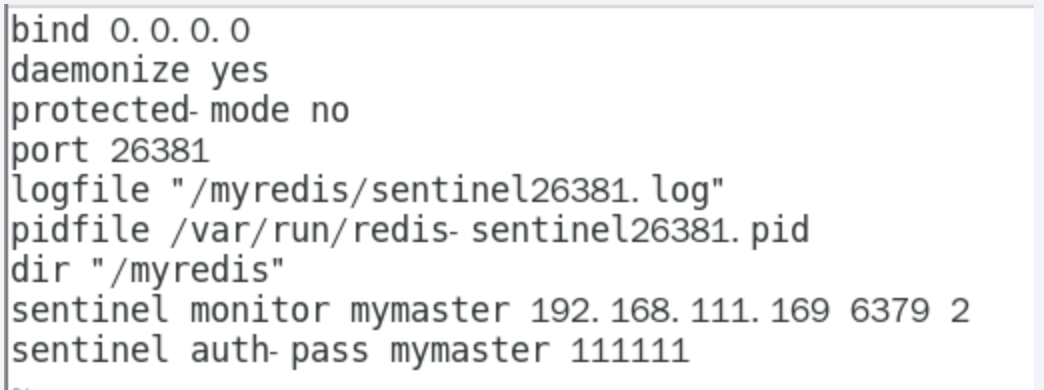 bind 0.0.0.0
daemonize yes
protected-mode no
port 26381
logfile "/myredis/sentinel26381.log"
pidfile /var/run/redis-sentinel26381.pid
dir "/myredis"
sentinel monitor mymaster 192.168.111.169 6379 2
sentinel auth-pass mymaster 111111